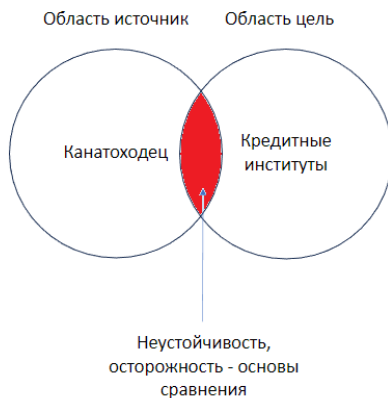 Область источник
Область цель
Канатоходец
Кредитные
институты
Неустойчивость,
осторожность - основы
сравнения